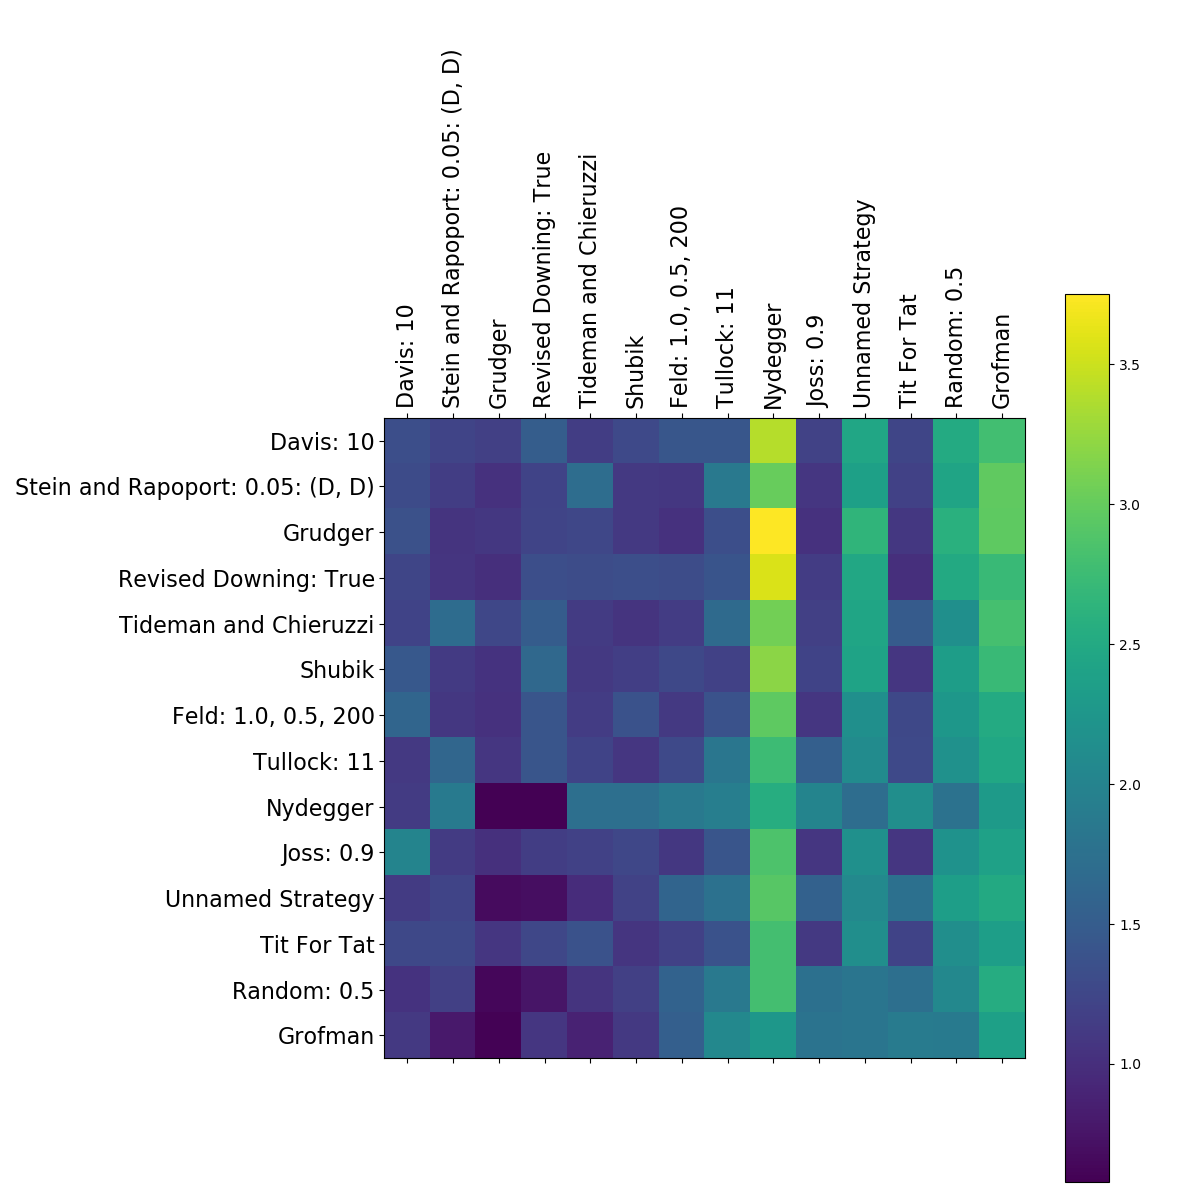 Davis: 10
Stein and Rapoport: 0.05: (D, D)
Grudger
Revised Downing: True
Tideman and Chieruzzi
Shubik
Feld: 1.0, 0.5, 200
Tullock: 11
Nydegger
Joss: 0.9
Unnamed Strategy
Tit For Tat
Random: 0.5
Grofman
Davis: 10
Stein and Rapoport: 0.05: (D, D)
Grudger
Revised Downing: True
Tideman and Chieruzzi
Shubik
Feld: 1.0, 0.5, 200
Tullock: 11
Nydegger
Joss: 0.9
Unnamed Strategy
Tit For Tat
Random: 0.5
Grofman
3.5
3.0
2.5
2.0
1.5
1.0